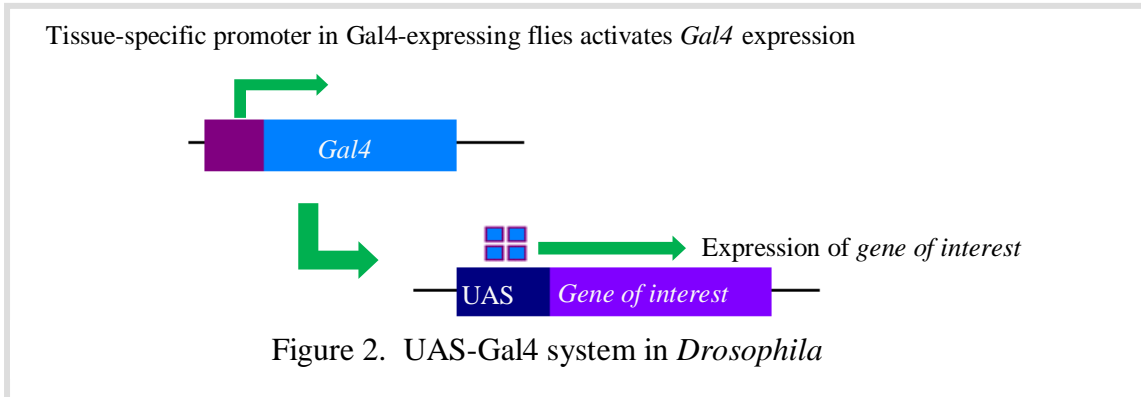 Tissue-specific promoter in Gal4-expressing flies activates Gal4 expression
Gal4
Expression of gene of interest
UAS Gene of interest
Figure 2. UAS-Gal4 system in Drosophila